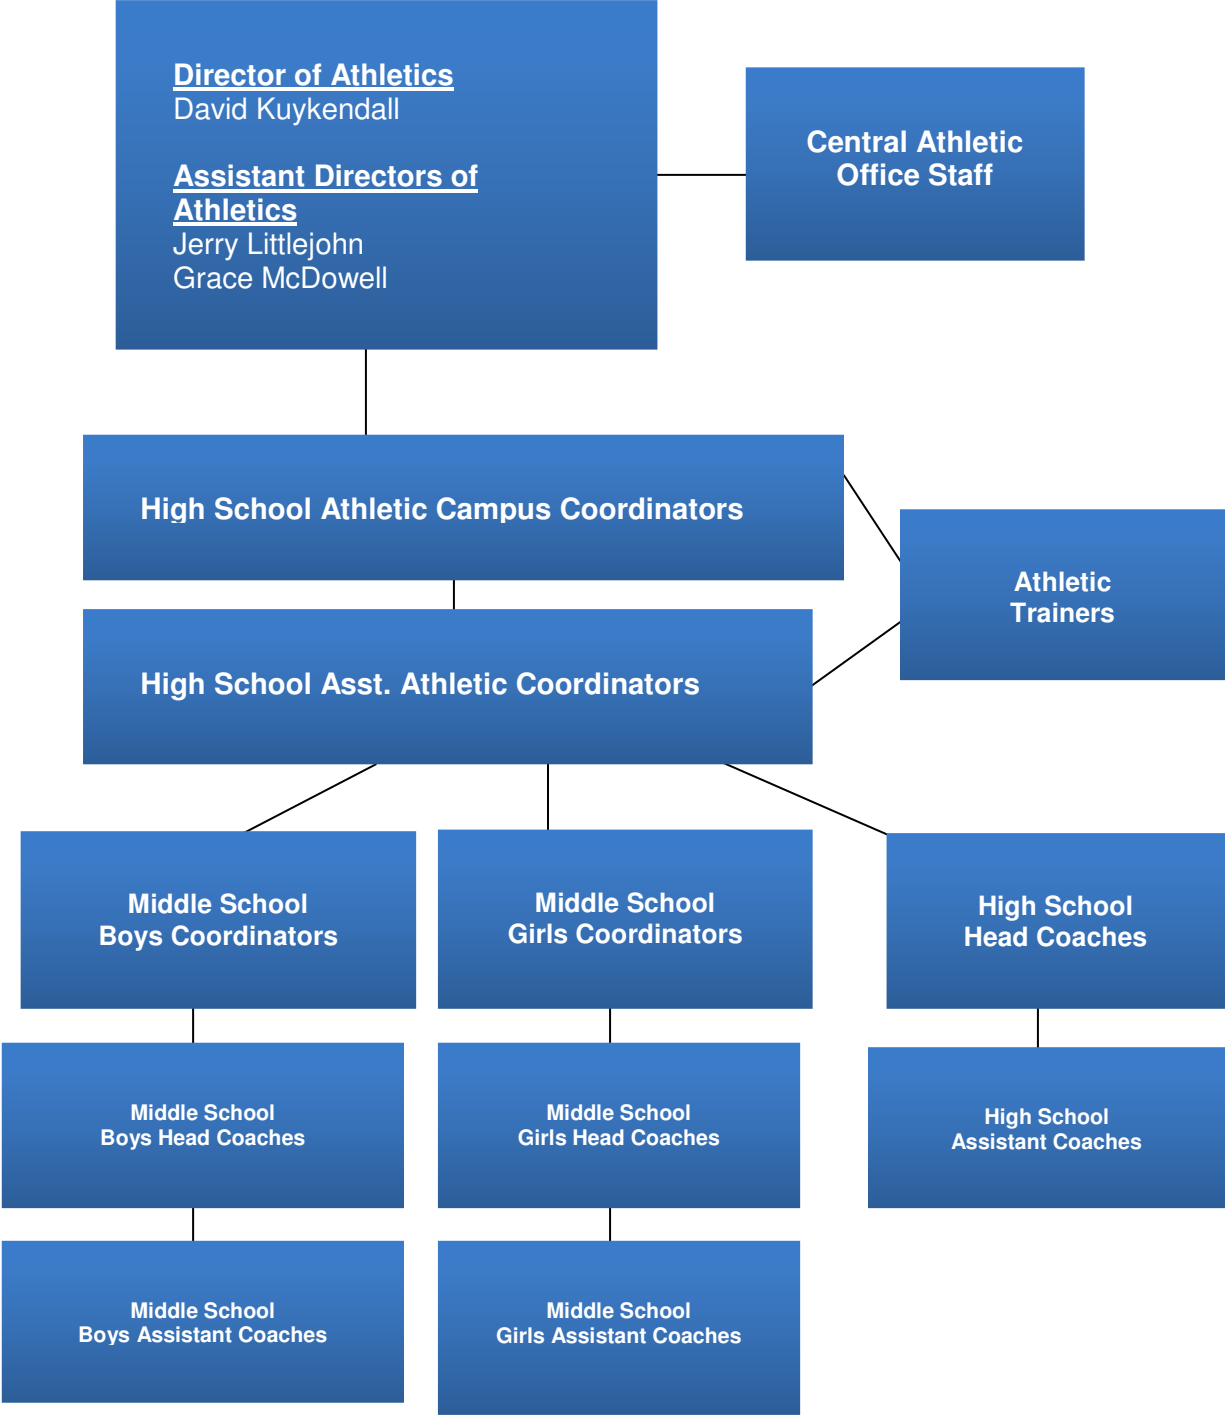 Director of Athletics
David Kuykendall
Assistant Directors of
Athletics
Jerry Littlejohn
Grace McDowell
Central Athletic
Office Staff
High School Athletic Campus Coordinators
Athletic
Trainers
High School Asst. Athletic Coordinators
Middle School
Boys Coordinators
Middle School
Girls Coordinators
High School
Head Coaches
Middle School
Boys Head Coaches
Middle School
Girls Head Coaches
High School
Assistant Coaches
Middle School
Boys Assistant Coaches
Middle School
Girls Assistant Coaches